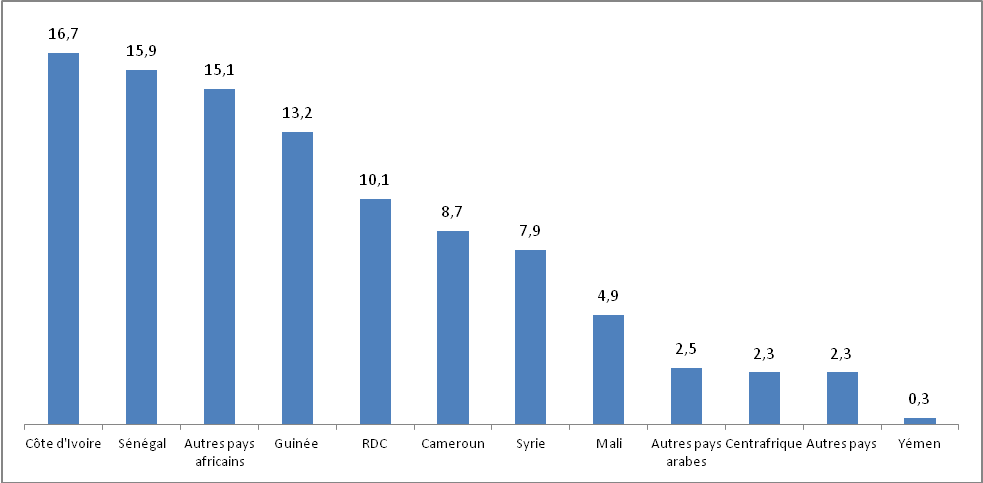 16,7
15,9
15,1
13,2
10,1
8,7
7,9
4,9
2,5
2,3
2,3
0,3
Côte d'Ivoire
Sénégal
Autres pays
africains
Guinée
RDC
Cameroun
Syrie
Mali
Autres pays
arabes
Centrafrique
Autres pays
Yémen